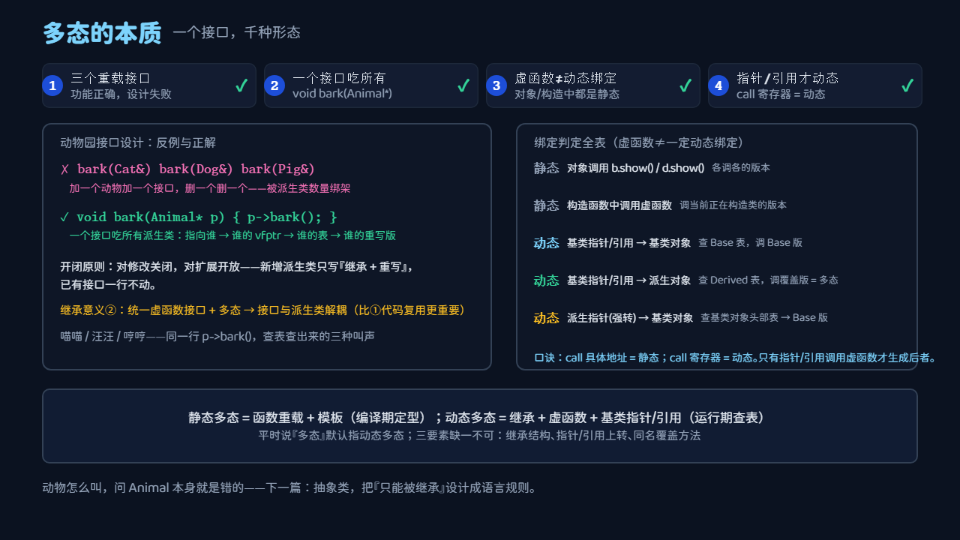 多态的本质 一个接口，千种形态
1 三个重载接口 ✓
功能正确，设计失败
2 一个接口吃所有 ✓
void bark(Animal*)
3 虚函数≠动态绑定 ✓
对象/构造中都是静态
4 指针/引用才动态 ✓
call 寄存器 = 动态
动物园接口设计：反例与正解
✗ bark(Cat&) bark(Dog&) bark(Pig&)
加一个动物加一个接口，删一个删一个——被派生类数量绑架
✓ void bark(Animal* p) { p->bark(); }
一个接口吃所有派生类：指向谁 → 谁的 vfptr → 谁的表 → 谁的重写版
开闭原则：对修改关闭，对扩展开放——新增派生类只写『继承 + 重写』，
已有接口一行不动。
继承意义②：统一虚函数接口 + 多态 → 接口与派生类解耦（比①代码复用更重要）
喵喵 / 汪汪 / 哼哼——同一行 p->bark()，查表查出来的三种叫声
绑定判定全表（虚函数≠一定动态绑定）
静态 对象调用 b.show() / d.show() 各调各的版本
静态 构造函数中调用虚函数 调当前正在构造类的版本
动态 基类指针/引用 → 基类对象 查 Base 表，调 Base 版
动态 基类指针/引用 → 派生对象 查 Derived 表，调覆盖版 = 多态
动态 派生指针(强转) → 基类对象 查基类对象头部表 → Base 版
口诀：call 具体地址 = 静态；call 寄存器 = 动态。只有指针/引用调用虚函数才生成后者。
静态多态 = 函数重载 + 模板（编译期定型）；动态多态 = 继承 + 虚函数 + 基类指针/引用（运行期查表）
平时说『多态』默认指动态多态；三要素缺一不可：继承结构、指针/引用上转、同名覆盖方法
动物怎么叫，问 Animal 本身就是错的——下一篇：抽象类，把『只能被继承』设计成语言规则。